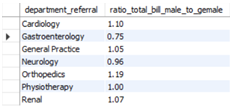 department_referral ratio_total_bill_male_to_gemale
Cardiology 1.10
Gastroenterology 0.75
General Practice 1.05
Neurology 0.96
Orthopedics 1.19
Physiotherapy 1.00
Renal 1.07